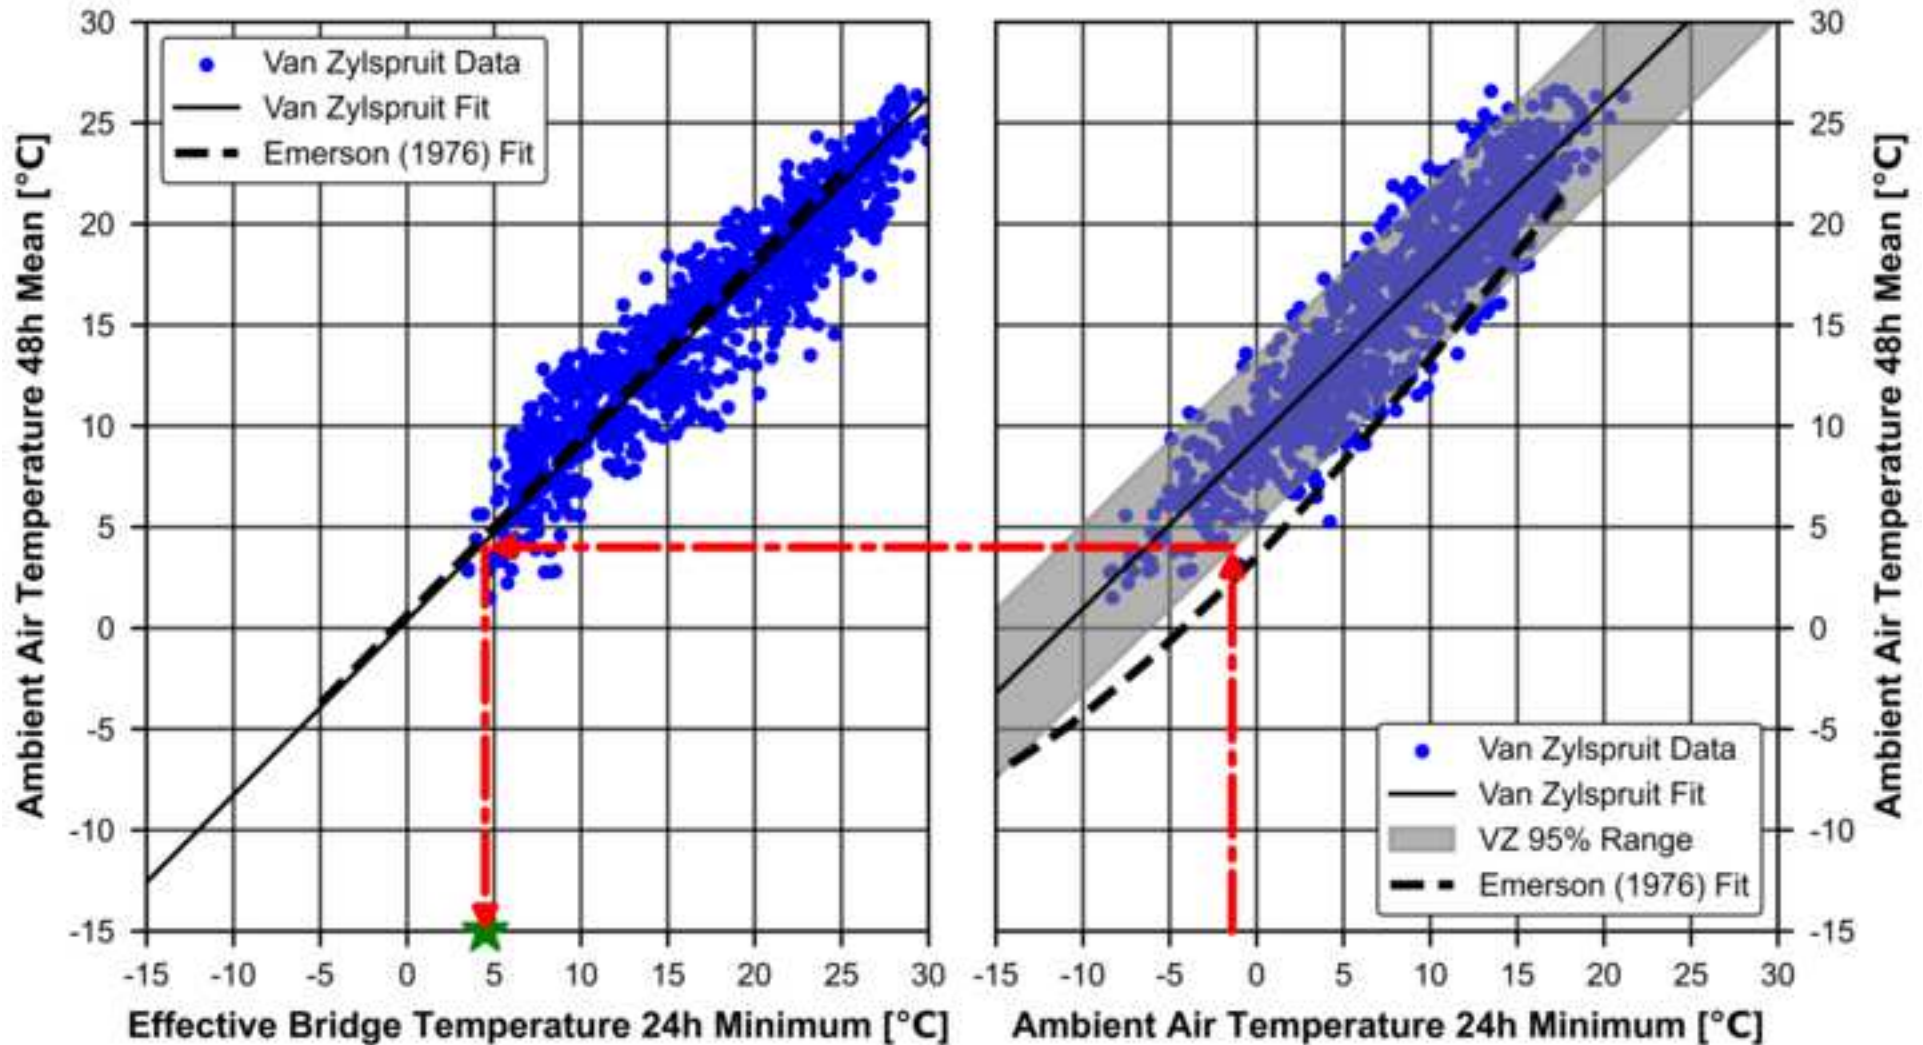 Ambient Air Temperature 48h Mean [°C]
30
25
20
15
10
5
0
-5
-10
-15
Van Zylspruit Data
Van Zylspruit Fit
Emerson (1976) Fit
-15 -10 -5 0 5 10 15 20 25 30
Effective Bridge Temperature 24h Minimum [°C]
Van Zylspruit Data
Van Zylspruit Fit
VZ 95% Range
Emerson (1976) Fit
-15 -10 -5 0 5 10 15 20 25 30
Ambient Air Temperature 24h Minimum [°C]
30
25
20
15
10
5
0
-5
-10
-15
Ambient Air Temperature 48h Mean [°C]